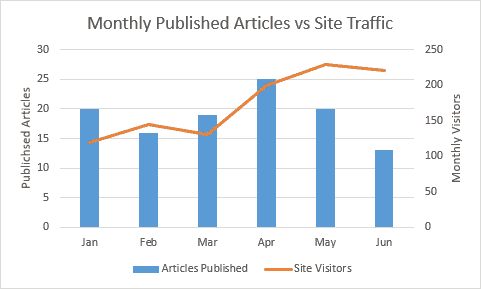 Monthly Published Articles vs Site Traffic
30
25
20
15
10
5
0
Publichsed Articles
250
200
150
100
50
0
Monthly Visitors
Jan Feb Mar Apr May Jun
Articles Published Site Visitors